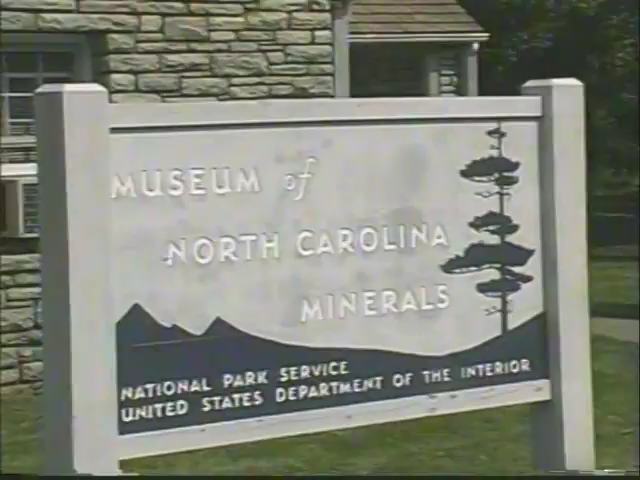 MUSEUM of
NORTH CAROLINA
MINERALS
NATIONAL PARK SERVICE
UNITED STATES DEPARTMENT OF THE INTERIOR